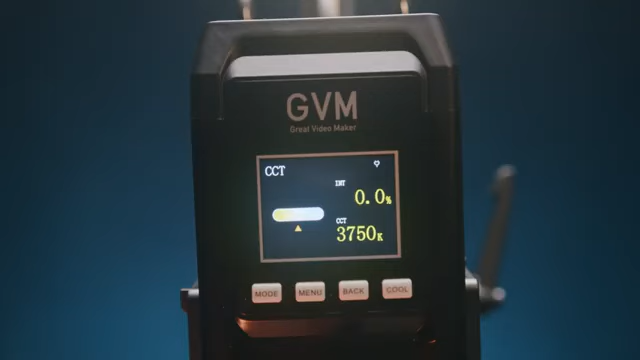 GVM
Great Video Maker
CCT
INT
0.0%
CCT
3750K
MODE
MENU
BACK
COOL